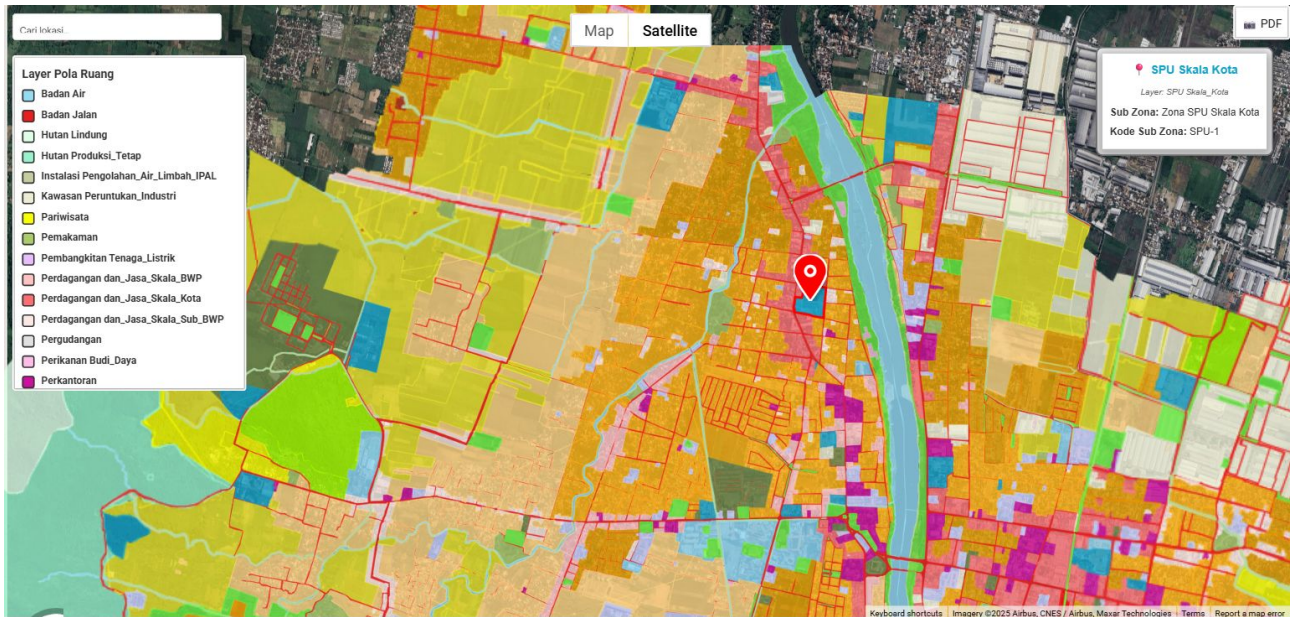 Cari lokasi..
Map
Satellite
PDF
Layer Pola Ruang
Badan Air
Badan Jalan
Hutan Lindung
Hutan Produksi_Tetap
Instalasi Pengolahan_Air_Limbah_IPAL
Kawasan Peruntukan_Industri
Pariwisata
Pemakaman
Pembangkitan Tenaga_Listrik
Perdagangan dan_Jasa_Skala_BWP
Perdagangan dan_Jasa_Skala_Kota
Perdagangan dan_Jasa_Skala_Sub_BWP
Pergudangan
Perikanan Budi_Daya
Perkantoran
SPU Skala Kota
Layer: SPU Skala_Kota
Sub Zona: Zona SPU Skala Kota
Kode Sub Zona: SPU-1
Keyboard shortcuts
Imagery ©2025 Airbus, CNES / Airbus, Maxar Technologies
Terms
Report a map error